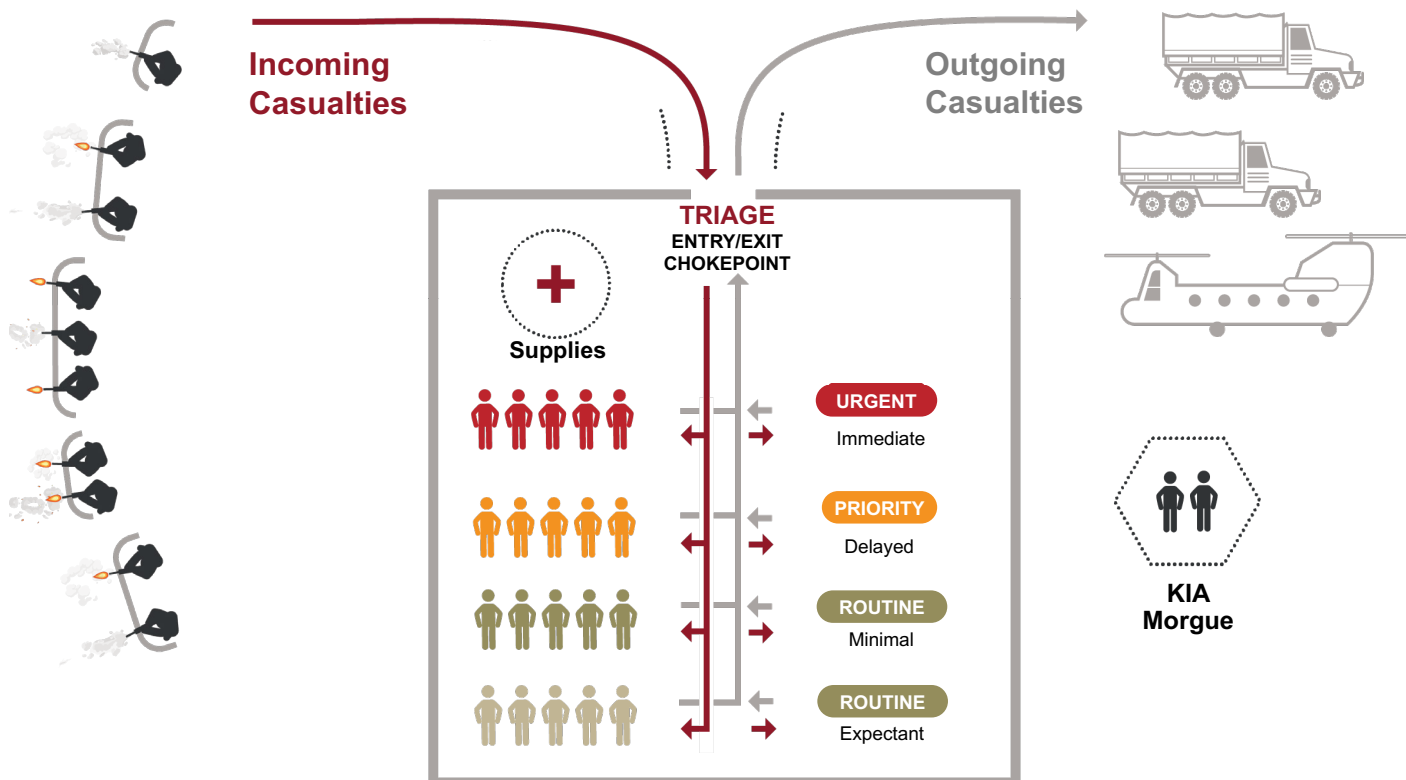 Incoming
Casualties
Outgoing
Casualties
TRIAGE
ENTRY/EXIT
CHOKEPOINT
Supplies
URGENT
Immediate
PRIORITY
Delayed
ROUTINE
Minimal
ROUTINE
Expectant
KIA
Morgue